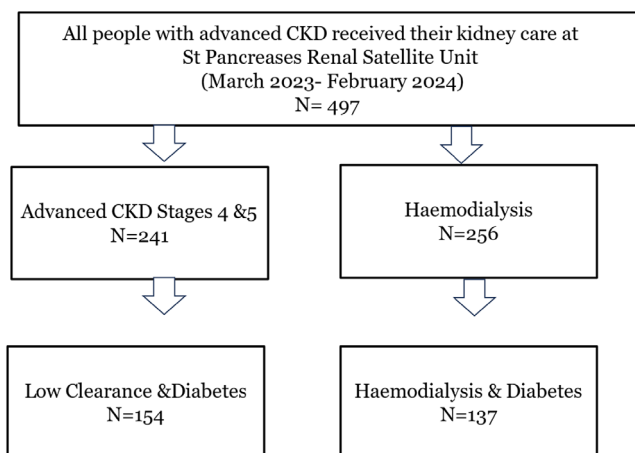 All people with advanced CKD received their kidney care at
St Pancreases Renal Satellite Unit
(March 2023- February 2024)
N= 497
Advanced CKD Stages 4 &5
N=241
Haemodialysis
N=256
Low Clearance &Diabetes
N=154
Haemodialysis & Diabetes
N=137